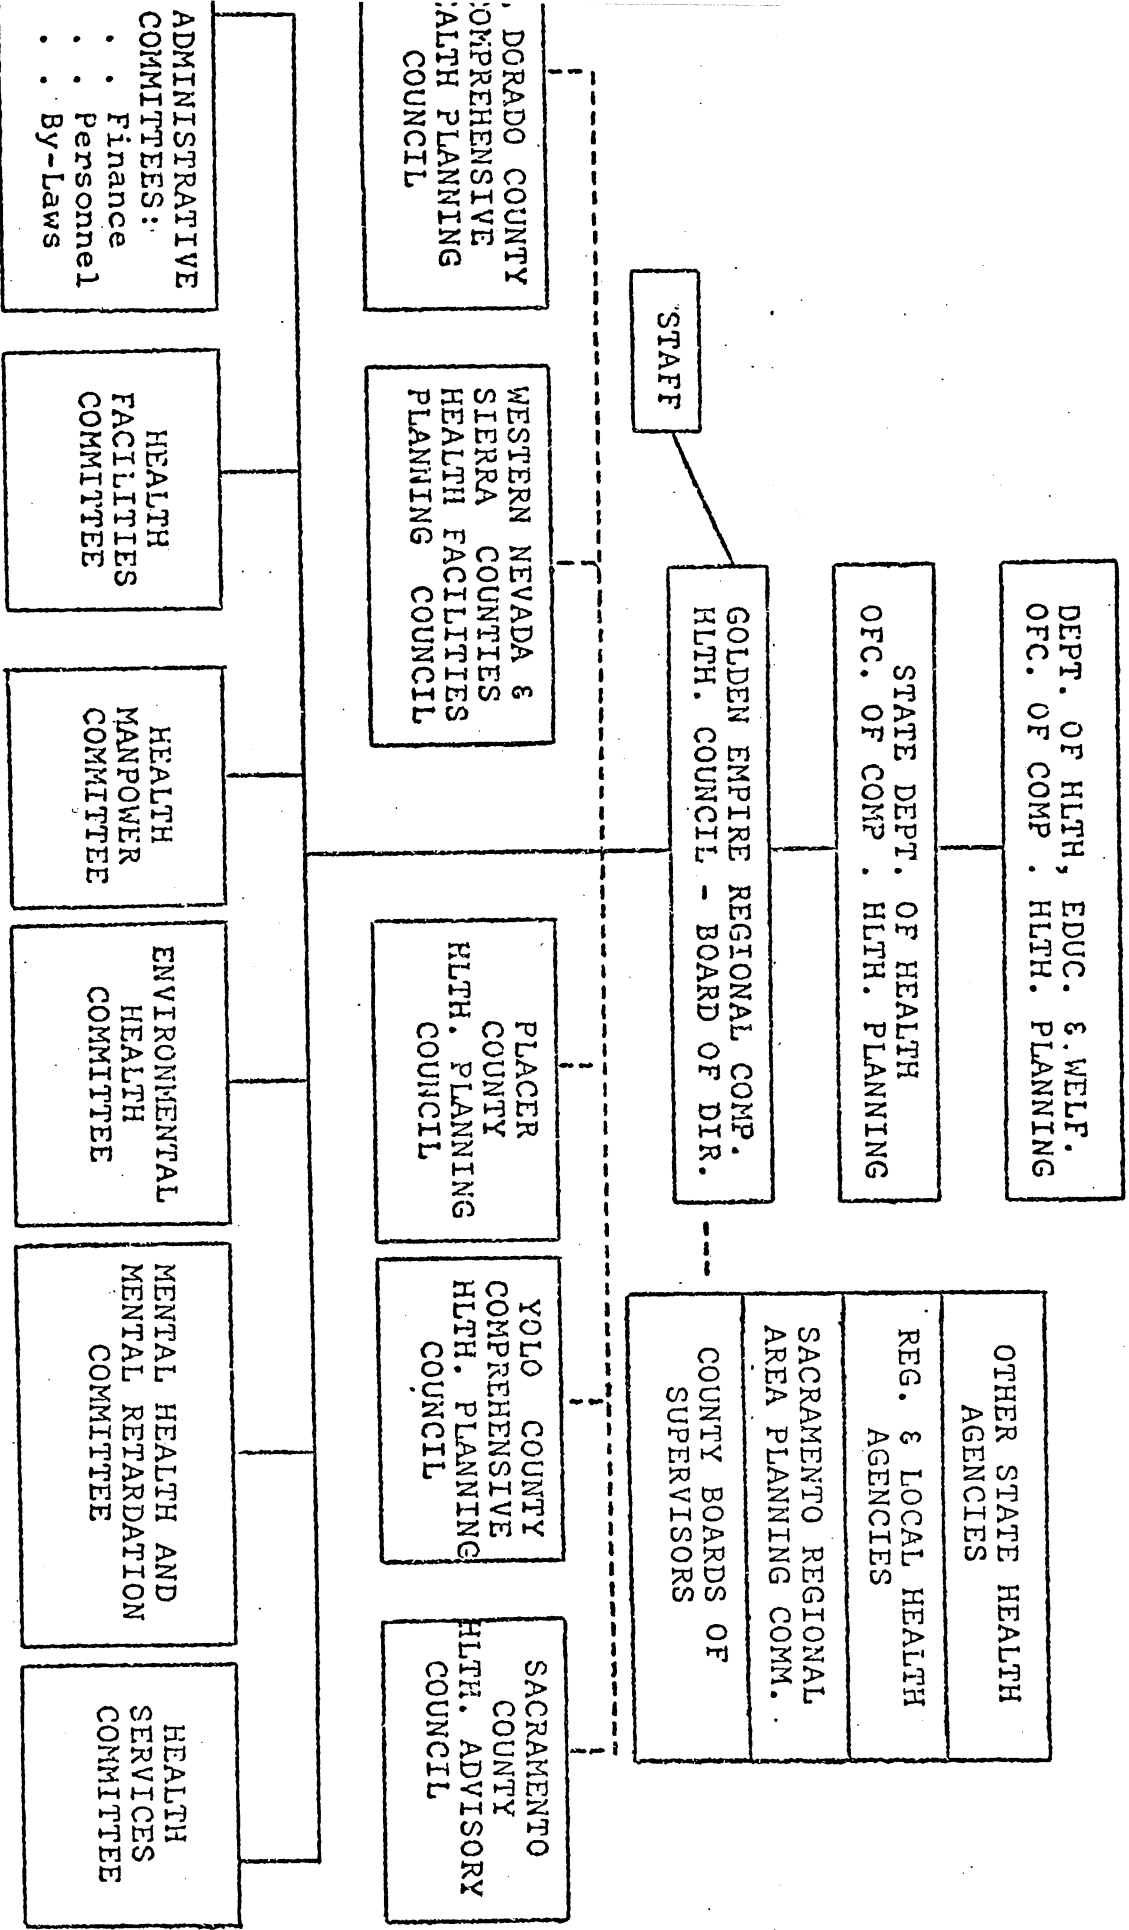 DEPT. OF HLTH, EDUC. & WELF.
OFC. OF COMP . HLTH. PLANNING
STATE DEPT. OF HEALTH
OFC. OF COMP . HLTH. PLANNING
GOLDEN EMPIRE REGIONAL COMP.
HLTH. COUNCIL - BOARD OF DIR.
STAFF
OTHER STATE HEALTH
AGENCIES
REG. & LOCAL HEALTH
AGENCIES
SACRAMENTO REGIONAL
AREA PLANNING COMM.
COUNTY BOARDS OF
SUPERVISORS
. DORADO COUNTY
OMPREHENSIVE
EALTH PLANNING
COUNCIL
WESTERN NEVADA &
SIERRA COUNTIES
HEALTH FACILITIES
PLANNING COUNCIL
PLACER
COUNTY
HLTH. PLANNING
COUNCIL
YOLO COUNTY
COMPREHENSIVE
HLTH. PLANNING
COUNCIL
SACRAMENTO
COUNTY
HLTH. ADVISORY
COUNCIL
ADMINISTRATIVE
COMMITTEES:
. . Finance
. . Personnel
. . By-Laws
HEALTH
FACILITIES
COMMITTEE
HEALTH
MANPOWER
COMMITTEE
ENVIRONMENTAL
HEALTH
COMMITTEE
MENTAL HEALTH AND
MENTAL RETARDATION
COMMITTEE
HEALTH
SERVICES
COMMITTEE